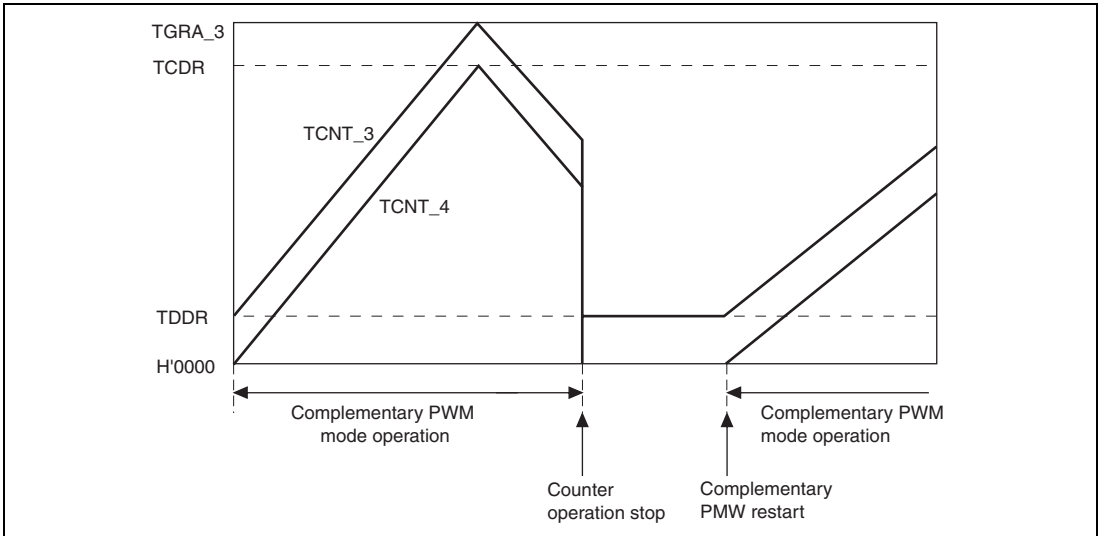 TGRA_3
TCDR
TCNT_3
TCNT_4
TDDR
H'0000
Complementary PWM
mode operation
Complementary PWM
mode operation
Counter
operation stop
Complementary
PMW restart